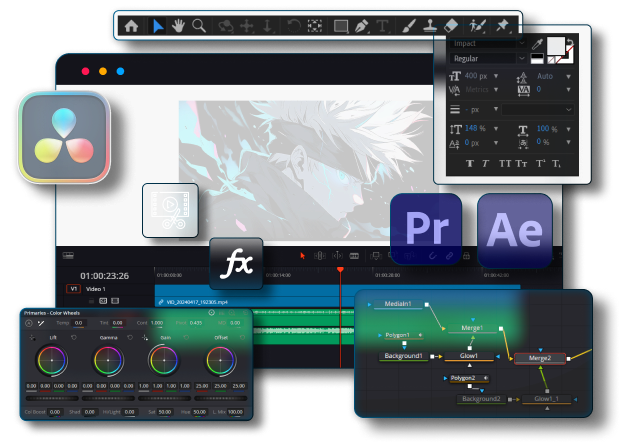 Impact
Regular
400 px
Auto
Metrics
0
- px
148 %
100 %
0 px
0 %
Pr
Ae
fx
01:00:23:26
01:00:00:00
01:00:14:00
01:00:28:00
01:00:42:00
V1
Video 1
VID_20240417_192305.mp4
Primaries - Color Wheels
Temp 0.0
Tint 0.00
Cont 1.000
Pivot 0.435
MD 0.00
Lift
Gamma
Gain
Offset
0.00 0.00 0.00 0.00
0.00 0.00 0.00 0.00
1.00 1.00 1.00 1.00
25.00 25.00 25.00
Col Boost 0.00
Shad 0.00
Hi/Light 0.00
Sat 50.00
Hue 50.00
L. Mix 100.00
MediaIn1
Polygon1
Merge1
Background1
Glow1
Merge2
Polygon2
Background2
Glow1_1